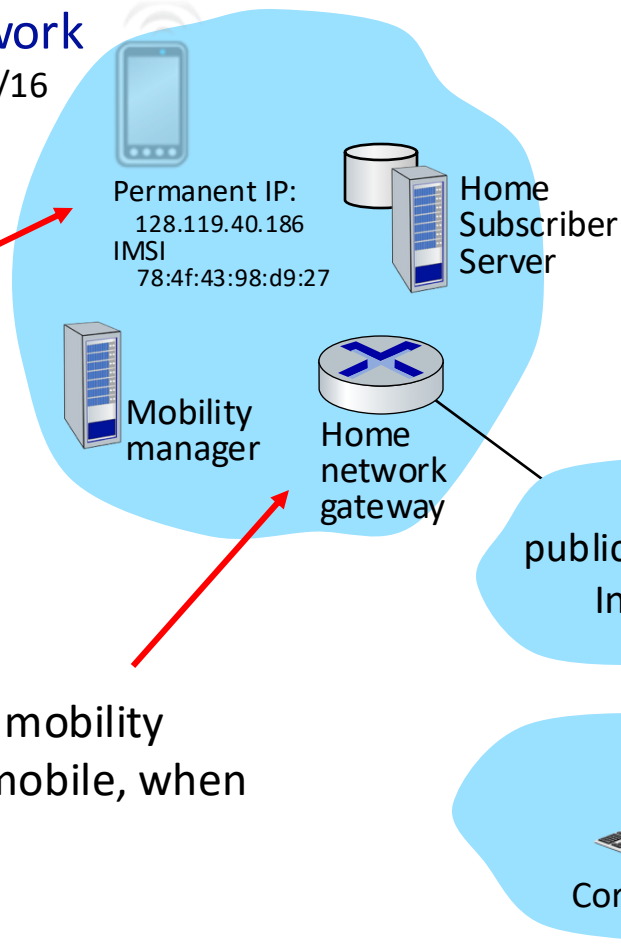 work
/16
Permanent IP:
128.119.40.186
IMSI
78:4f:43:98:d9:27
Home
Subscriber
Server
Mobility
manager
Home
network
gateway
public
In
mobility
mobile, when
Cor